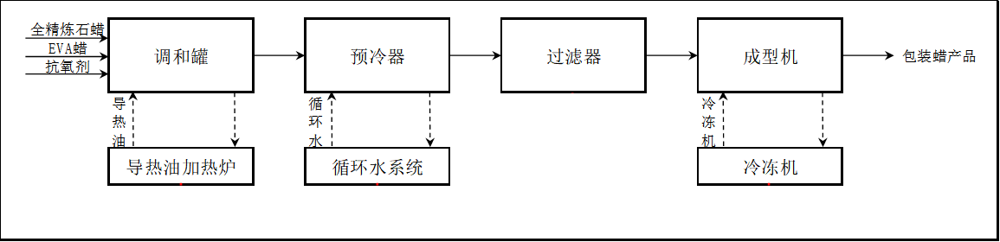 全精炼石蜡
EVA蜡
抗氧剂
调和罐
预冷器
过滤器
成型机
包装蜡产品
导热油
循环水
冷冻机
导热油加热炉
循环水系统
冷冻机